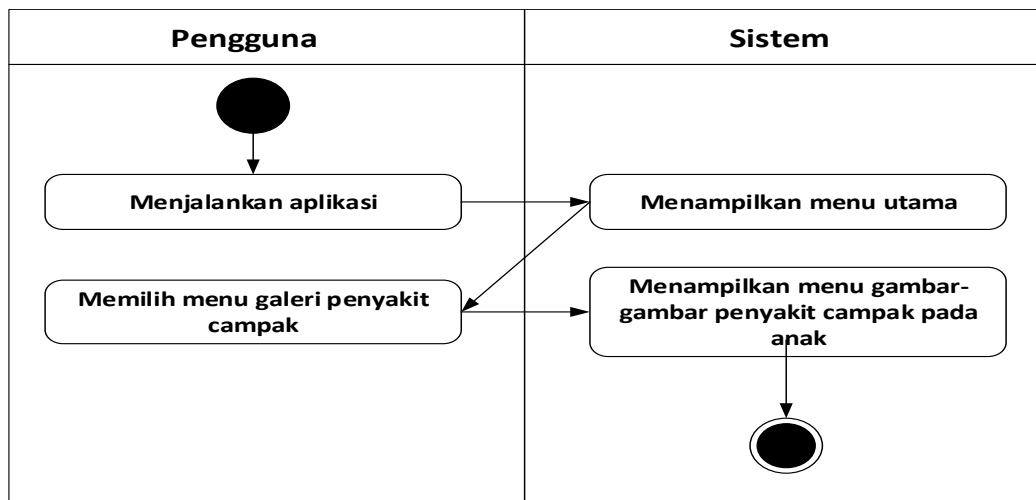 Pengguna
Sistem
Menjalankan aplikasi
Menampilkan menu utama
Memilih menu galeri penyakit
campak
Menampilkan menu gambar-
gambar penyakit campak pada
anak